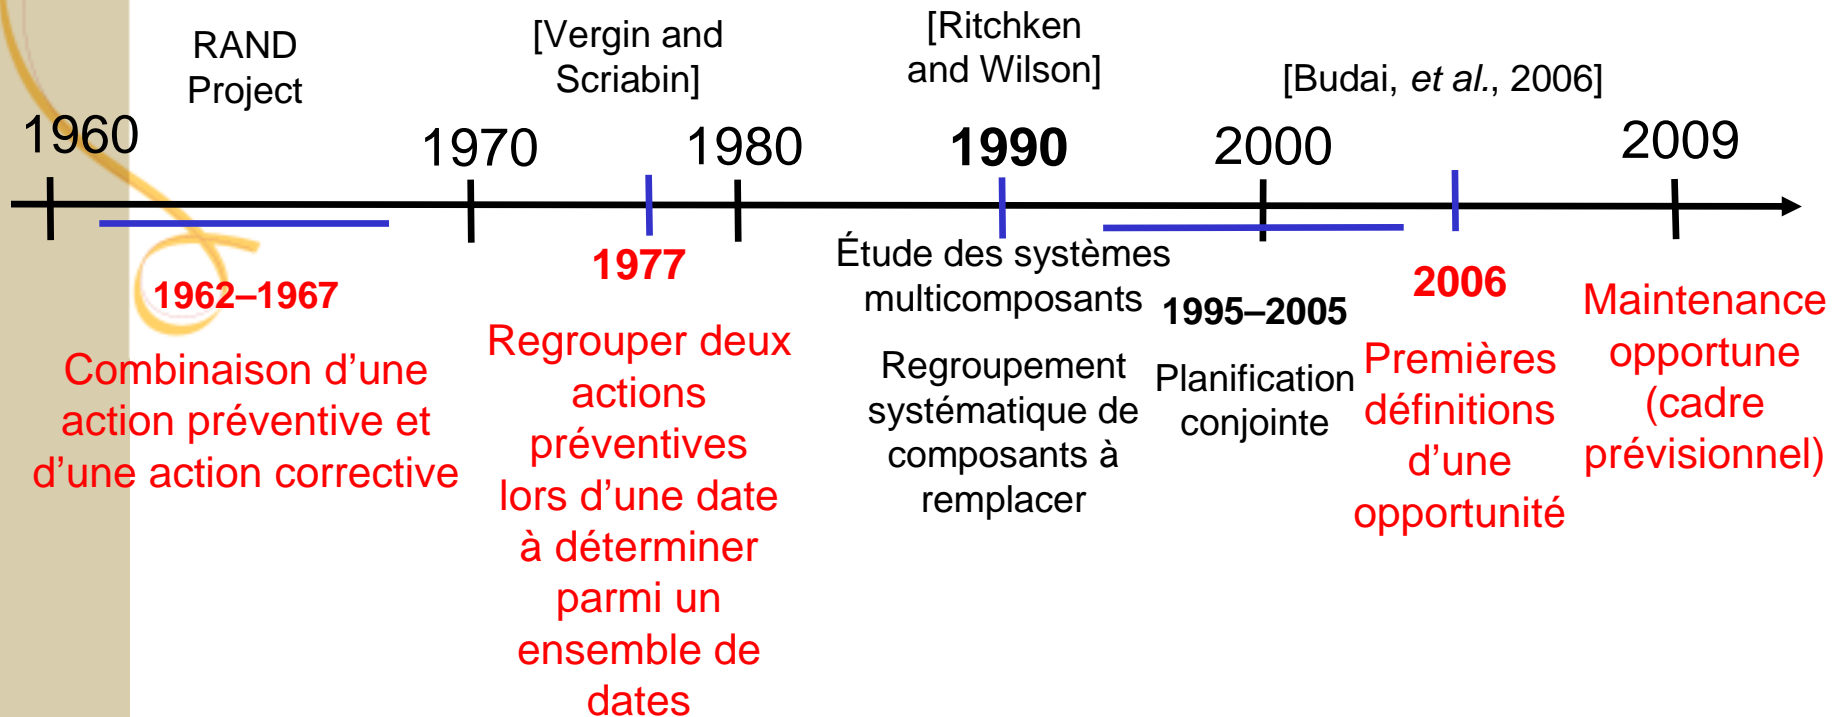 RAND
Project
[Vergin and
Scriabin]
[Ritchken
and Wilson]
[Budai, et al., 2006]
1960
1970
1980
1990
2000
2009
1962–1967
Combinaison d’une
action préventive et
d’une action corrective
1977
Regrouper deux
actions
préventives
lors d’une date
à déterminer
parmi un
ensemble de
dates
Étude des systèmes
multicomposants
Regroupement
systématique de
composants à
remplacer
1995–2005
Planification
conjointe
2006
Premières
définitions
d’une
opportunité
Maintenance
opportune
(cadre
prévisionnel)